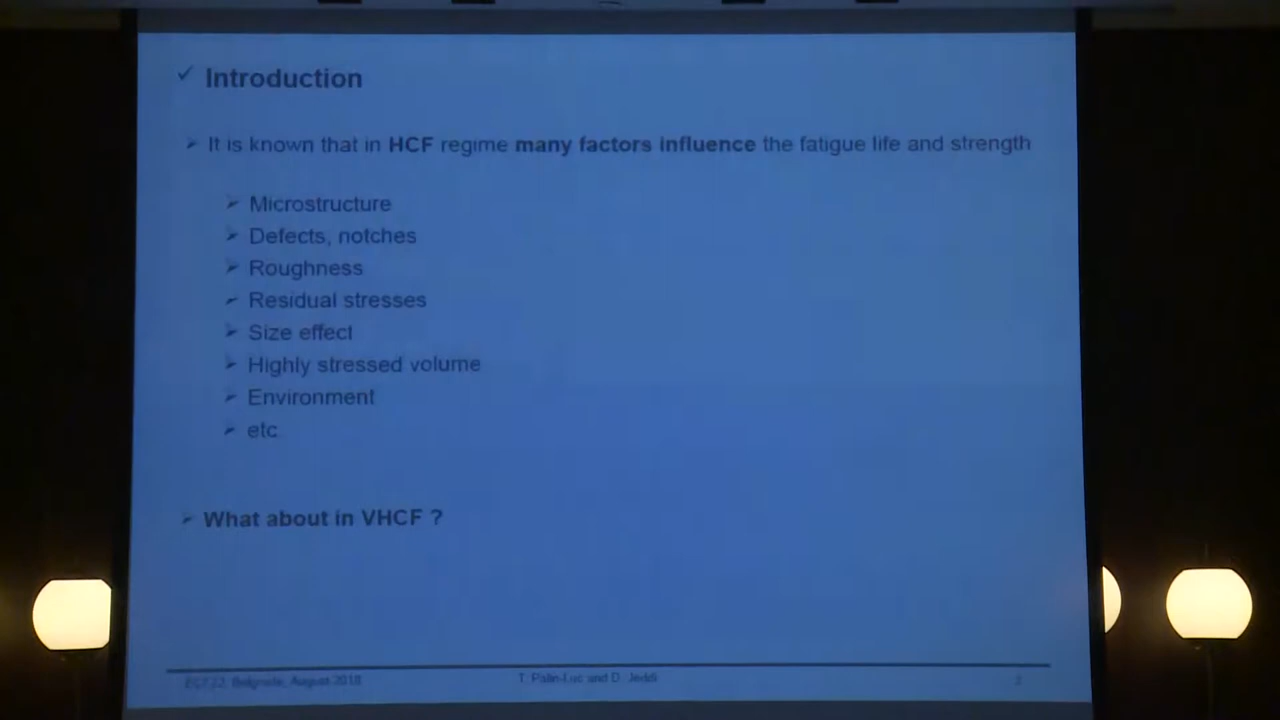 ✓ Introduction
➢ It is known that in HCF regime many factors influence the fatigue life and strength
➢ Microstructure
➢ Defects, notches
➢ Roughness
➢ Residual stresses
➢ Size effect
➢ Highly stressed volume
➢ Environment
➢ etc
➢ What about in VHCF ?
ECF22, Belgrade, August 2018
T. Palin-Luc and D. Jeddi
2